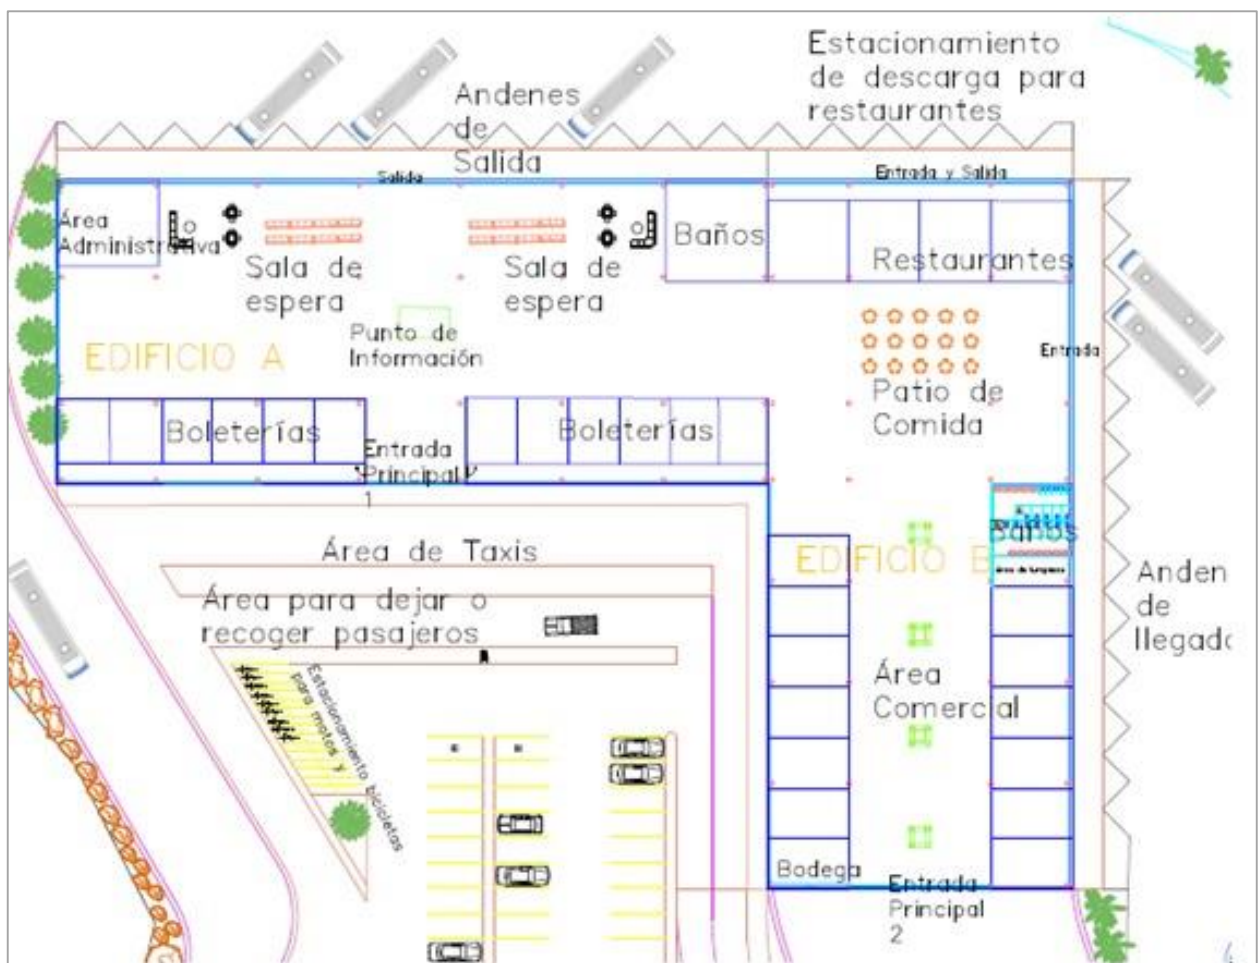 Estacionamiento
de descarga para
restaurantes
Andenes
de
Salida
Salida
Entrada y Salida
Área
Administrativa
Sala de
espera
Sala de
espera
Baños
Restaurantes
Punto de
Información
EDIFICIO A
Entrada
Patio de
Comida
Boleterías
Boleterías
Entrada
Principal
1
Baños
Área de Limpieza
EDIFICIO B
Área de Taxis
Área para dejar o
recoger pasajeros
Anden
de
llegada
Estacionamiento bicicletas
para motos y
Área
Comercial
Bodega
Entrada
Principal
2